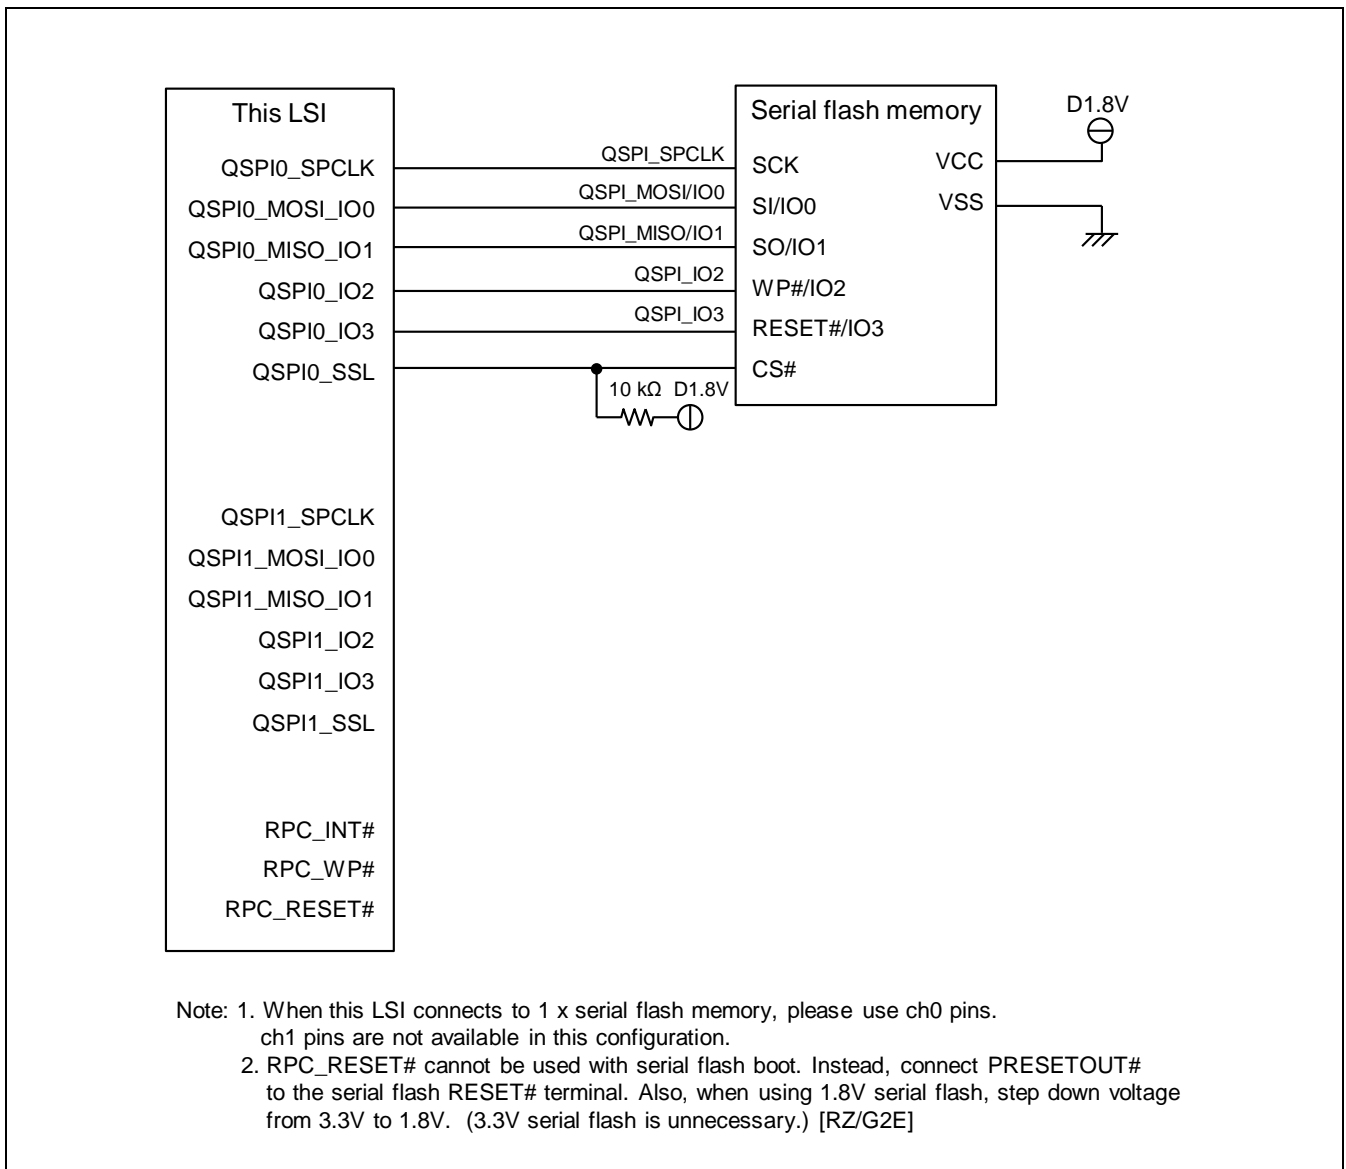 This LSI
QSPI0_SPCLK
QSPI0_MOSI_IO0
QSPI0_MISO_IO1
QSPI0_IO2
QSPI0_IO3
QSPI0_SSL
QSPI1_SPCLK
QSPI1_MOSI_IO0
QSPI1_MISO_IO1
QSPI1_IO2
QSPI1_IO3
QSPI1_SSL
RPC_INT#
RPC_WP#
RPC_RESET#
QSPI_SPCLK
QSPI_MOSI/IO0
QSPI_MISO/IO1
QSPI_IO2
QSPI_IO3
10 kΩ D1.8V
Serial flash memory
SCK
SI/IO0
SO/IO1
WP#/IO2
RESET#/IO3
CS#
VCC
VSS
D1.8V
Note: 1. When this LSI connects to 1 x serial flash memory, please use ch0 pins.
ch1 pins are not available in this configuration.
2. RPC_RESET# cannot be used with serial flash boot. Instead, connect PRESETOUT#
to the serial flash RESET# terminal. Also, when using 1.8V serial flash, step down voltage
from 3.3V to 1.8V. (3.3V serial flash is unnecessary.) [RZ/G2E]